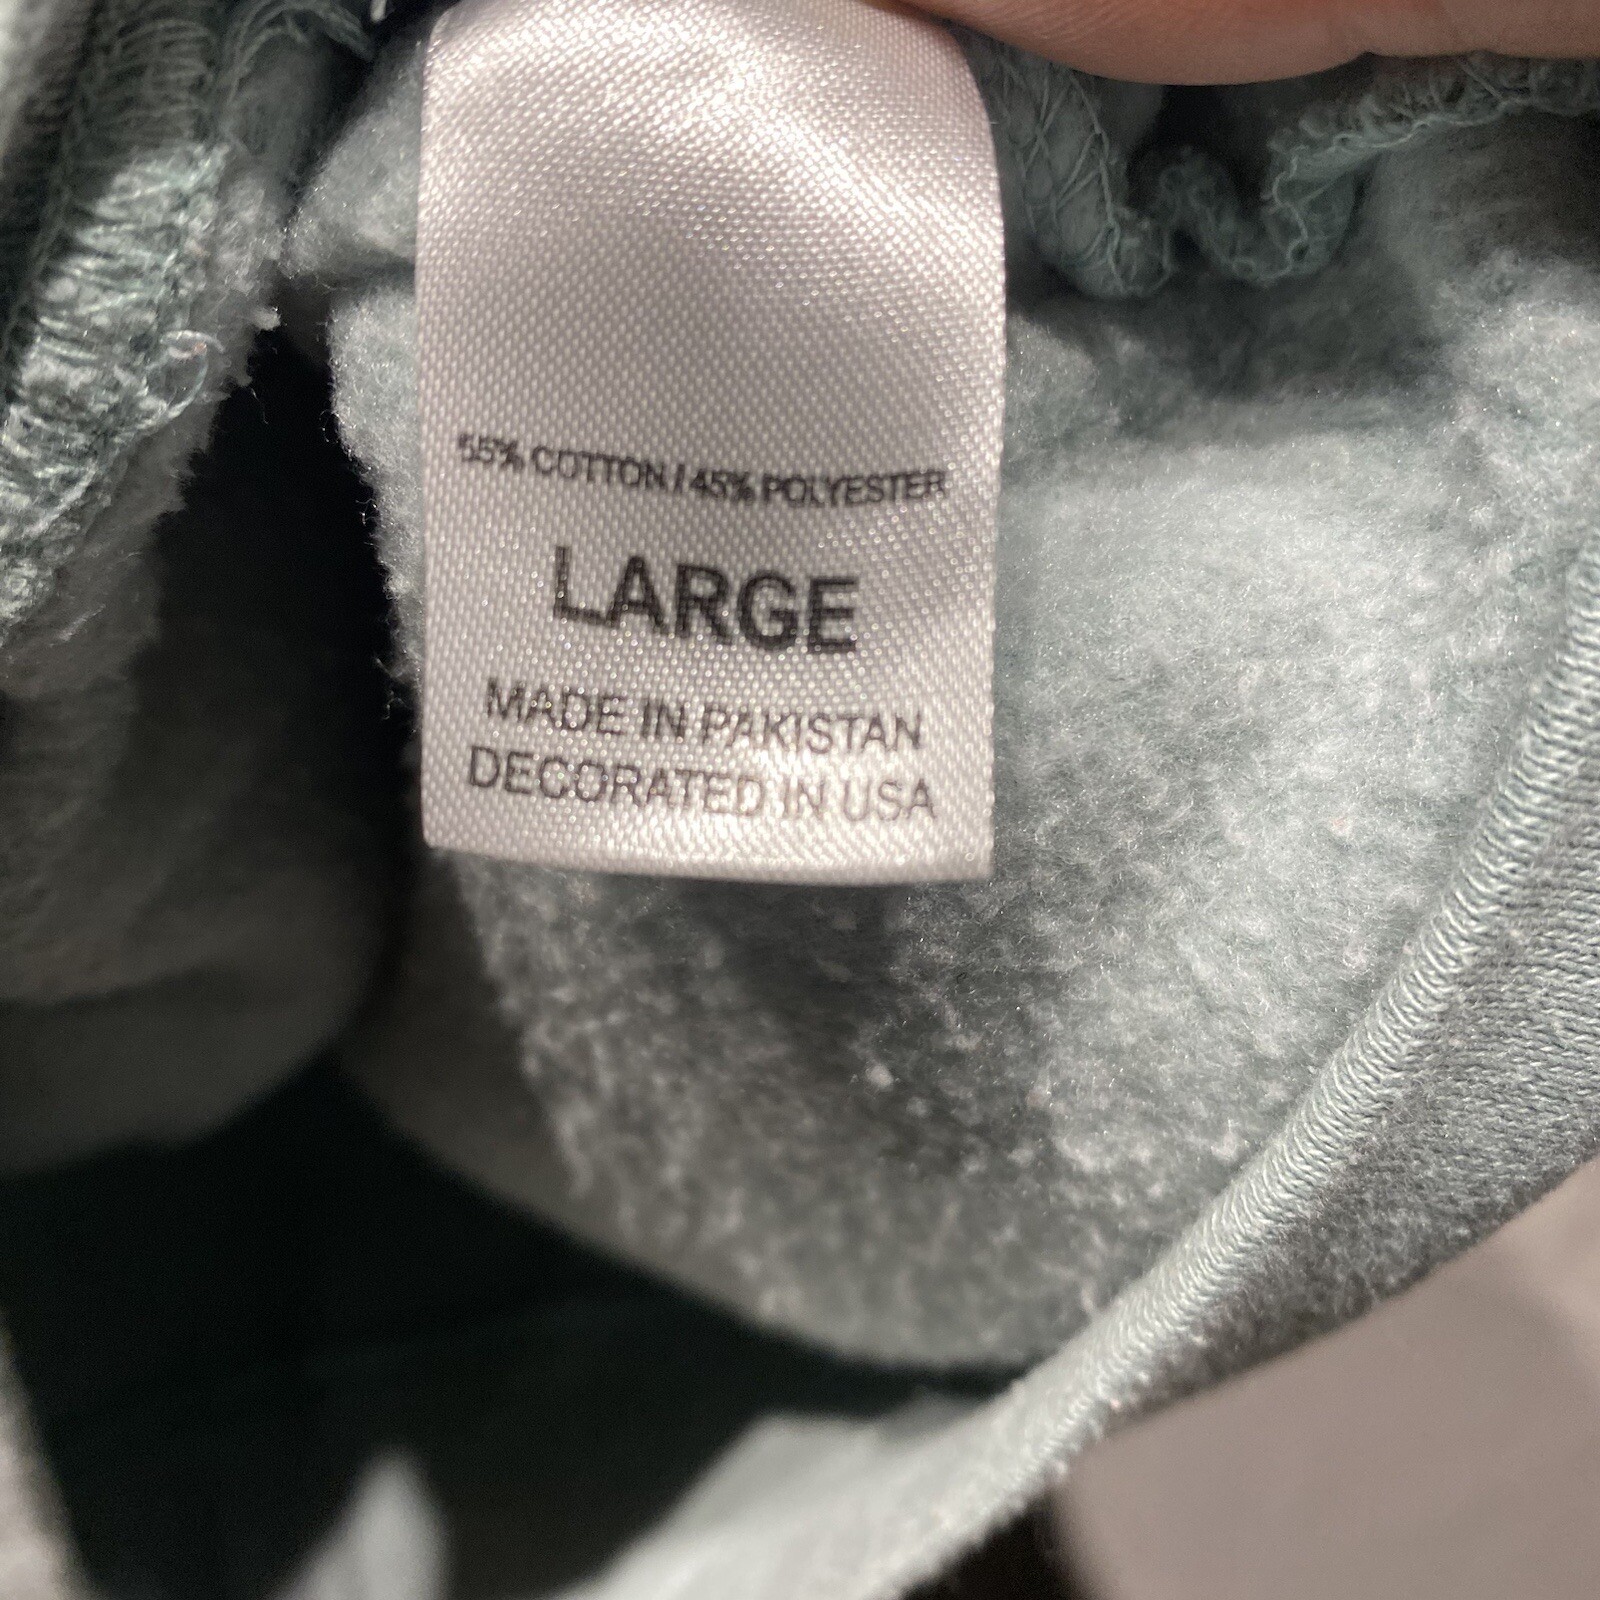 55% COTTON / 45% POLYESTER
LARGE
MADE IN PAKISTAN
DECORATED IN USA